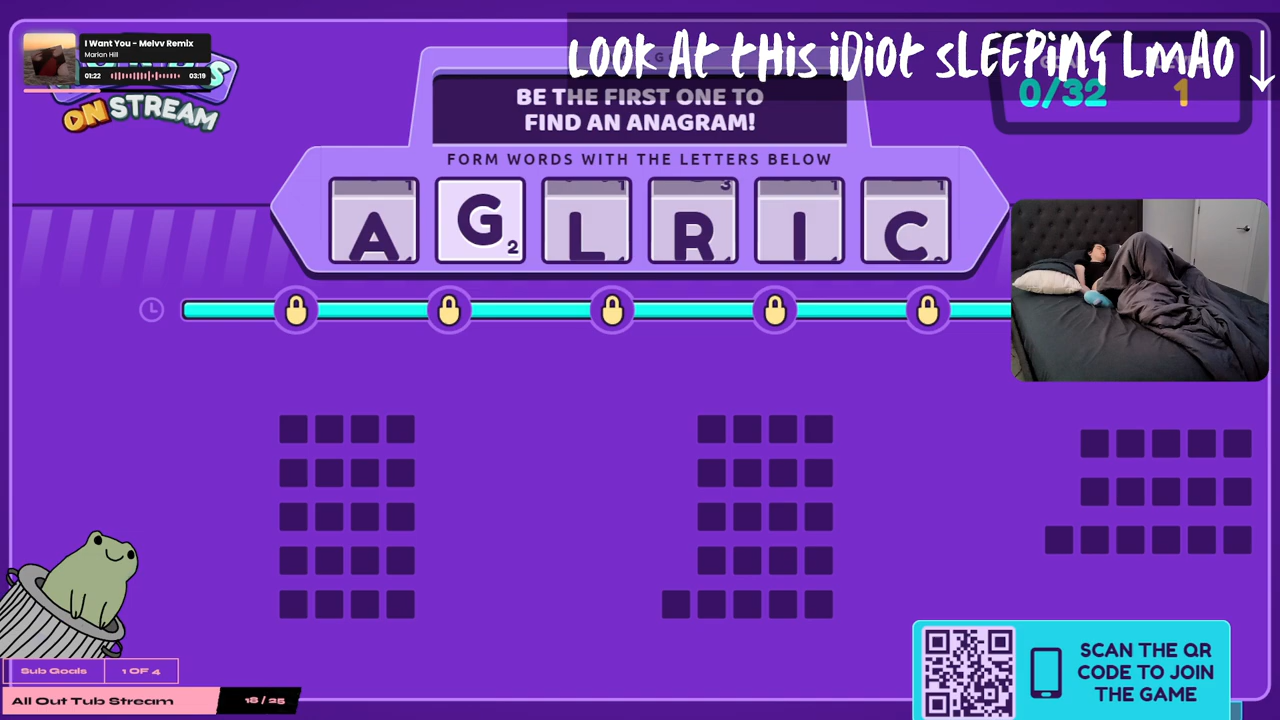 I Want You - Melvv Remix
Marian Hill
01:22
03:19
ON STREAM
LOOK At tHis iDiot sLEEPiNG LmAO
0/32
1
BE THE FIRST ONE TO
FIND AN ANAGRAM!
FORM WORDS WITH THE LETTERS BELOW
A G 2 L R I C
Sub Goals 1 OF 4
All Out Tub Stream 18 / 25
SCAN THE QR
CODE TO JOIN
THE GAME